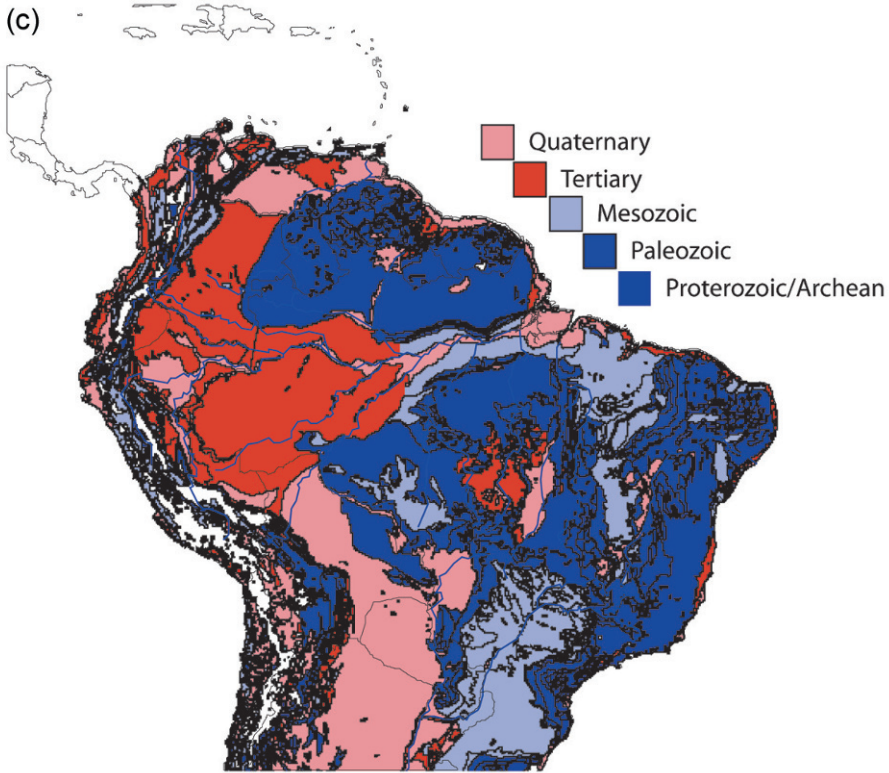 (c)
Quaternary
Tertiary
Mesozoic
Paleozoic
Proterozoic/Archean